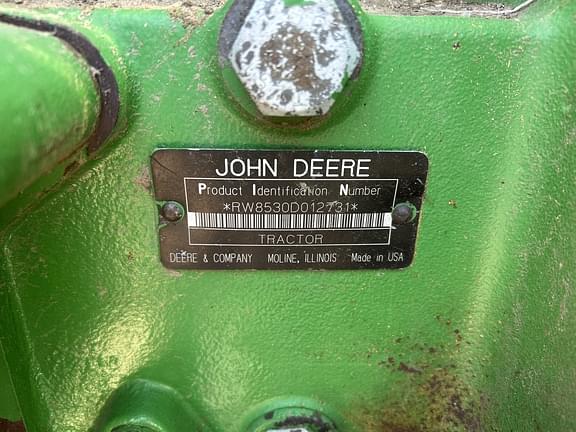 JOHN DEERE
Product Identification Number
*RW8530D012731*
TRACTOR
DEERE & COMPANY MOLINE, ILLINOIS Made in USA